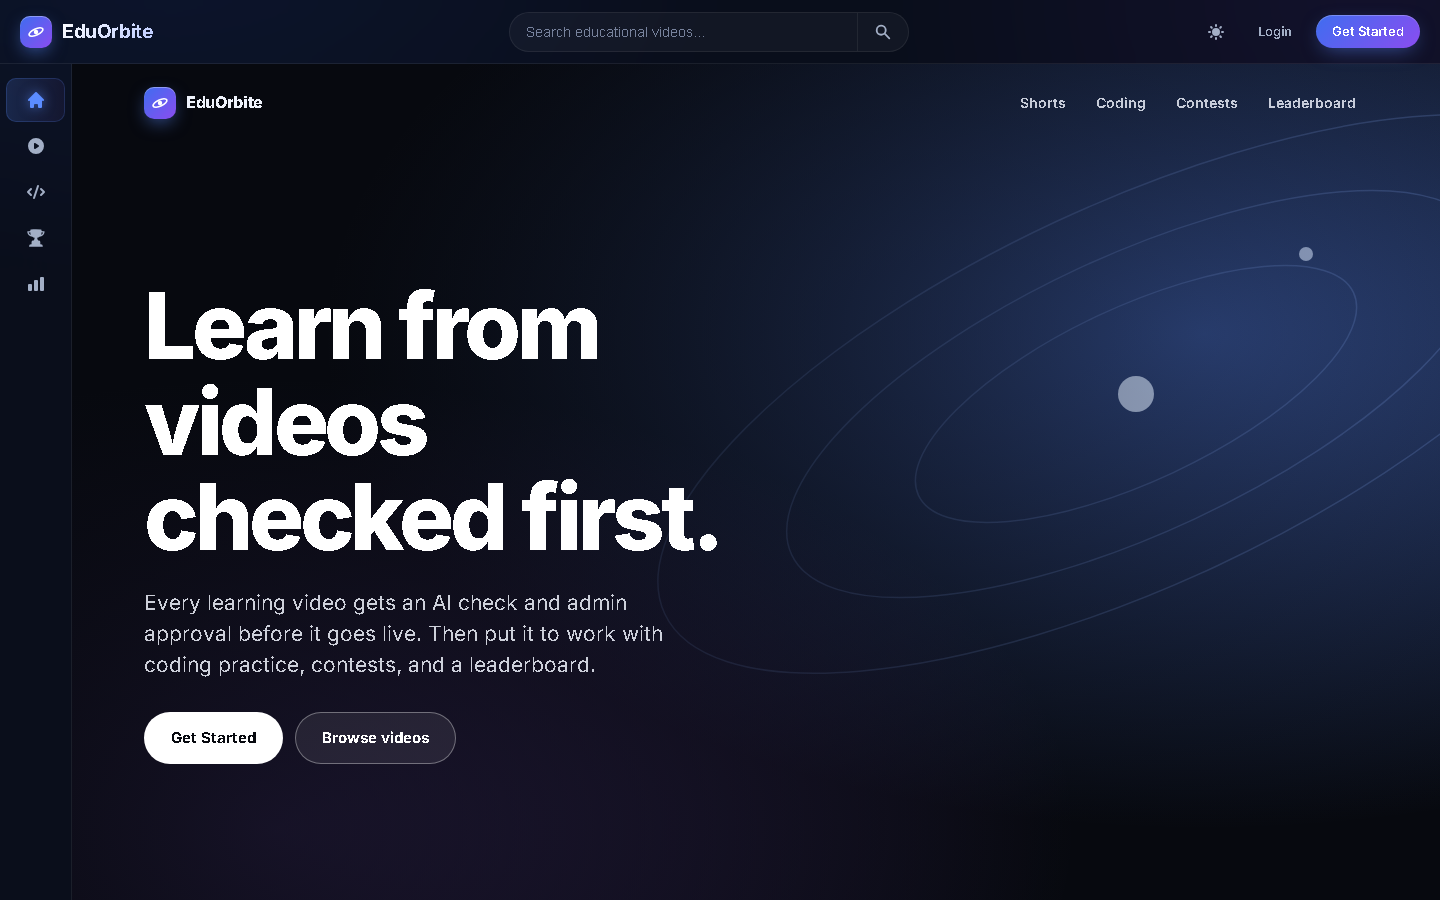 EduOrbite
Search educational videos...
Login
Get Started
EduOrbite
Shorts
Coding
Contests
Leaderboard
Learn from
videos
checked first.
Every learning video gets an AI check and admin
approval before it goes live. Then put it to work with
coding practice, contests, and a leaderboard.
Get Started
Browse videos